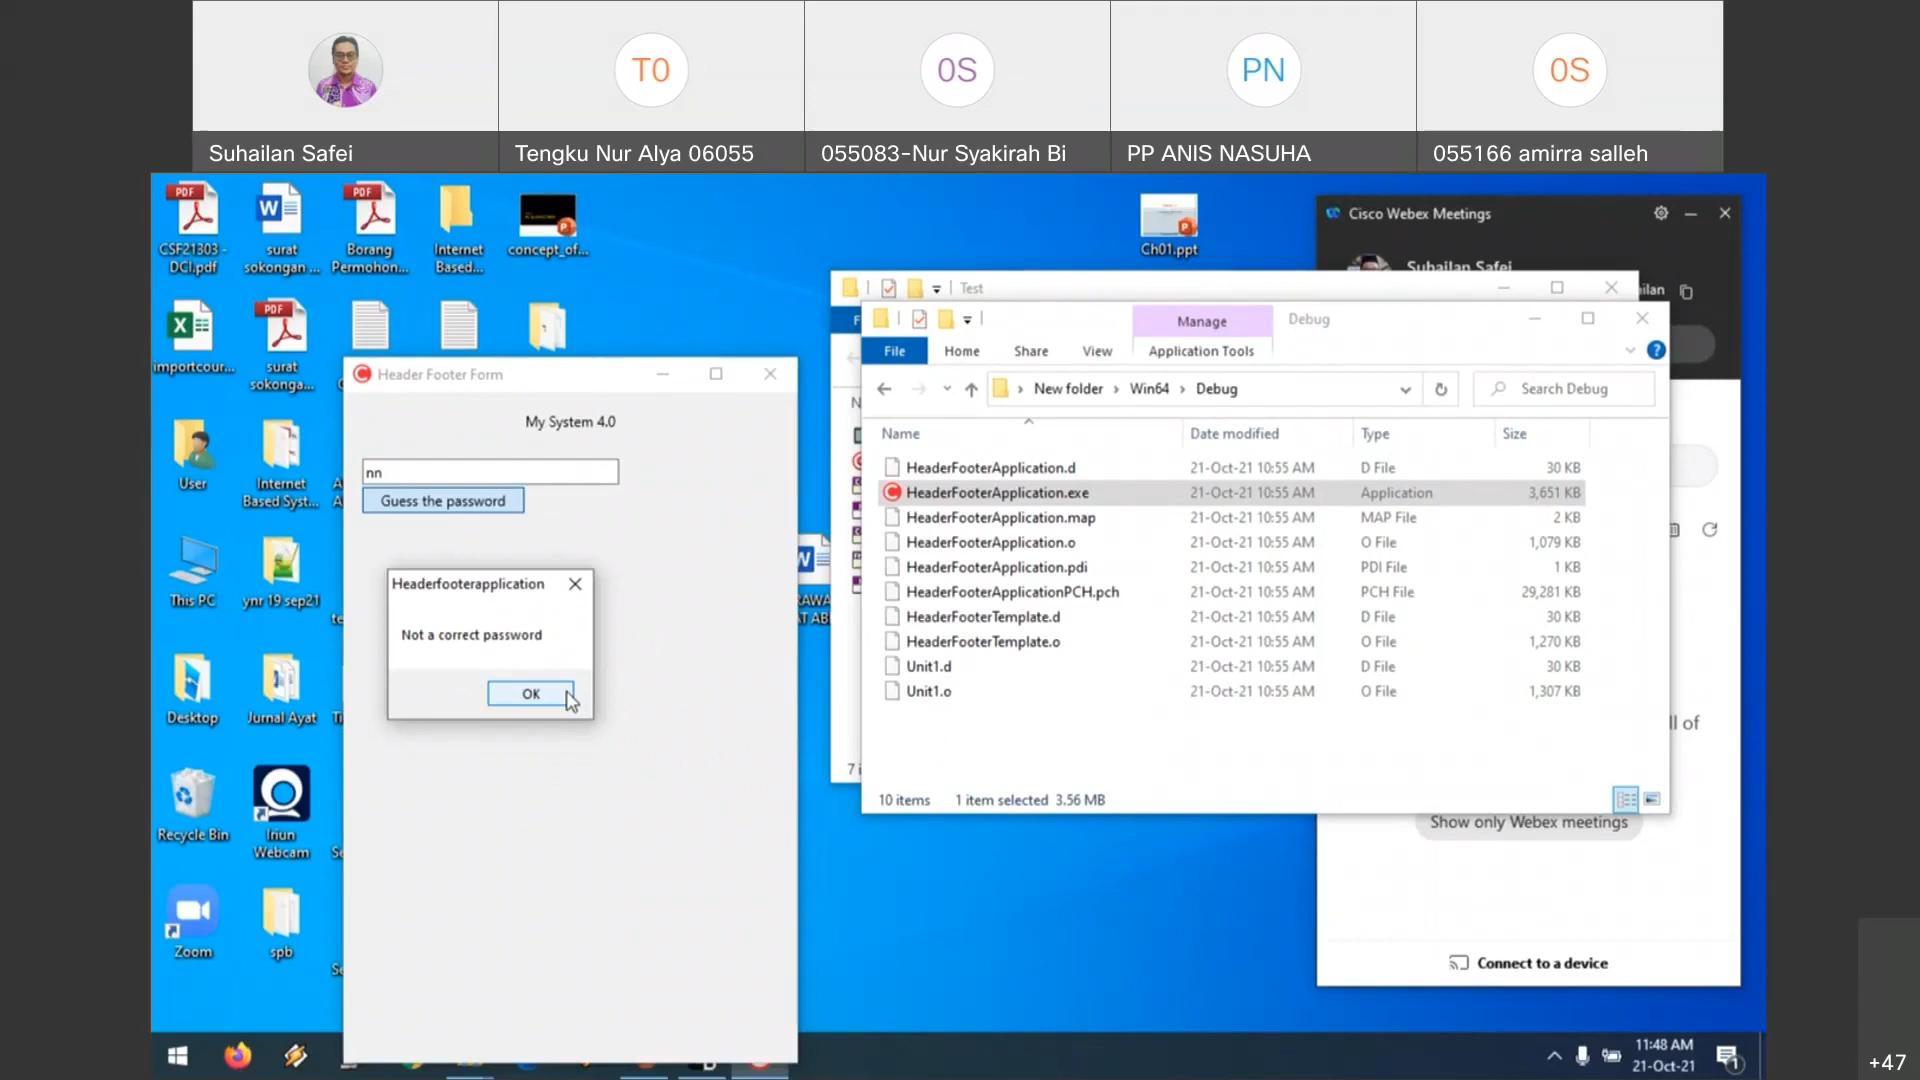 T0
0S
PN
0S
Suhailan Safei
Tengku Nur Alya 06055
055083-Nur Syakirah Bi
PP ANIS NASUHA
055166 amirra salleh
CSF21303 - DCI.pdf
surat sokongan ...
Borang Permohon...
Internet Based...
concept_of...
Ch01.ppt
Cisco Webex Meetings
Suhailan Safei
ilan
Test
Manage
Debug
File
Home
Share
View
Application Tools
New folder
Win64
Debug
Search Debug
Name
Date modified
Type
Size
HeaderFooterApplication.d
21-Oct-21 10:55 AM
D File
30 KB
HeaderFooterApplication.exe
21-Oct-21 10:55 AM
Application
3,651 KB
HeaderFooterApplication.map
21-Oct-21 10:55 AM
MAP File
2 KB
HeaderFooterApplication.o
21-Oct-21 10:55 AM
O File
1,079 KB
HeaderFooterApplication.pdi
21-Oct-21 10:55 AM
PDI File
1 KB
HeaderFooterApplicationPCH.pch
21-Oct-21 10:55 AM
PCH File
29,281 KB
HeaderFooterTemplate.d
21-Oct-21 10:55 AM
D File
30 KB
HeaderFooterTemplate.o
21-Oct-21 10:55 AM
O File
1,270 KB
Unit1.d
21-Oct-21 10:55 AM
D File
30 KB
Unit1.o
21-Oct-21 10:55 AM
O File
1,307 KB
10 items
1 item selected 3.56 MB
ll of
Show only Webex meetings
Connect to a device
importcour...
surat sokonga...
Header Footer Form
My System 4.0
nn
Guess the password
Headerfooterapplication
Not a correct password
OK
User
Internet Based Syst...
This PC
ynr 19 sep21
Desktop
Jurnal Ayat
Recycle Bin
Iriun Webcam
Zoom
spb
11:48 AM
21-Oct-21
+47